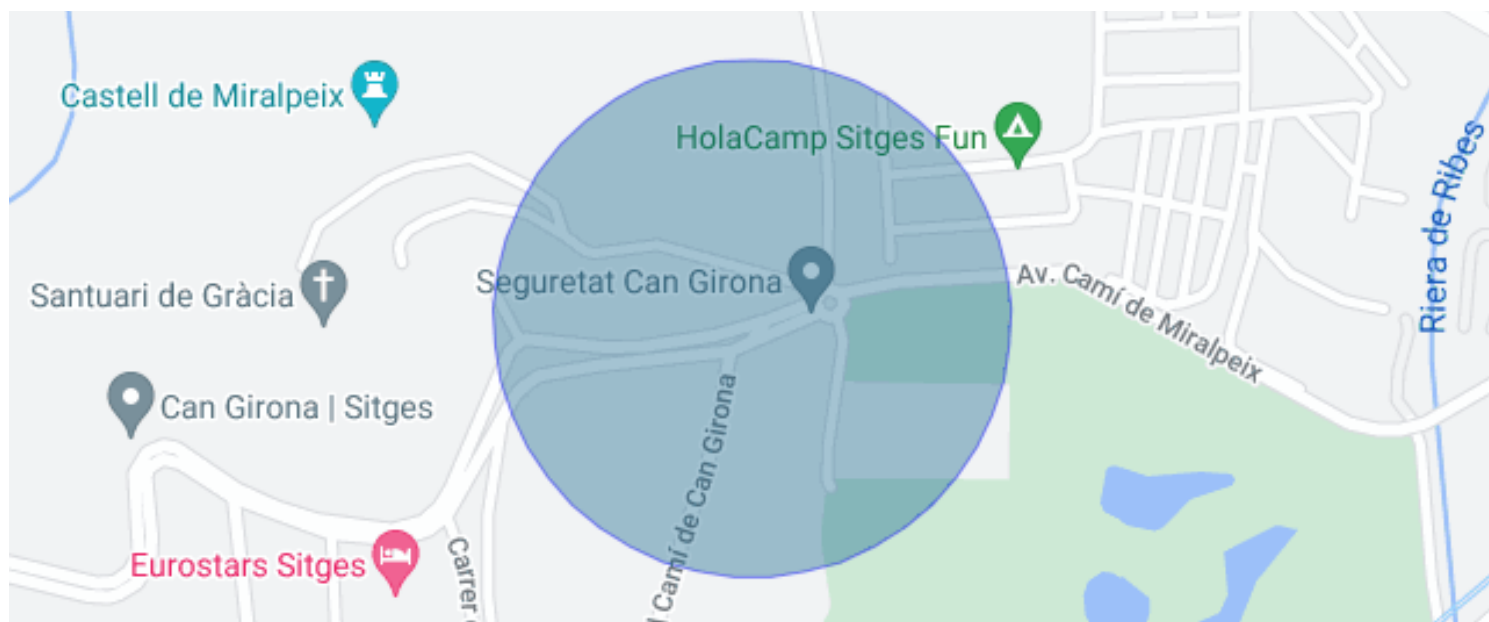 Castell de Miralpeix
HolaCamp Sitges Fun
Riera de Ribes
Seguretat Can Girona
Santuari de Gràcia
Av. Camí de Miralpeix
Can Girona | Sitges
Camí de Can Girona
Eurostars Sitges
Carrer